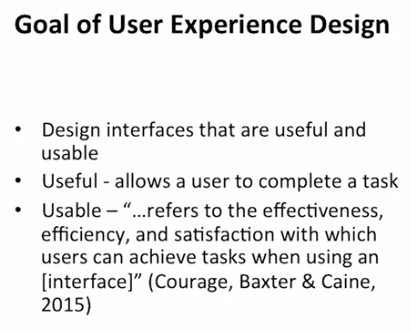 Goal of User Experience Design
• Design interfaces that are useful and
usable
• Useful - allows a user to complete a task
• Usable – “…refers to the effectiveness,
efficiency, and satisfaction with which
users can achieve tasks when using an
[interface]” (Courage, Baxter & Caine,
2015)